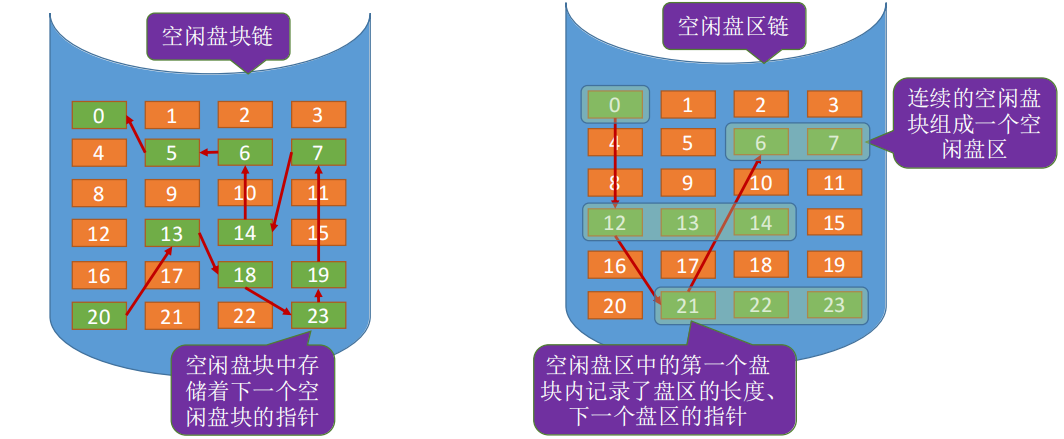 空闲盘块链
0 1 2 3
4 5 6 7
8 9 10 11
12 13 14 15
16 17 18 19
20 21 22 23
空闲盘块中存
储着下一个空
闲盘块的指针
空闲盘区链
0 1 2 3
4 5 6 7
8 9 10 11
12 13 14 15
16 17 18 19
20 21 22 23
连续的空闲盘
块组成一个空
闲盘区
空闲盘区中的第一个盘
块内记录了盘区的长度、
下一个盘区的指针